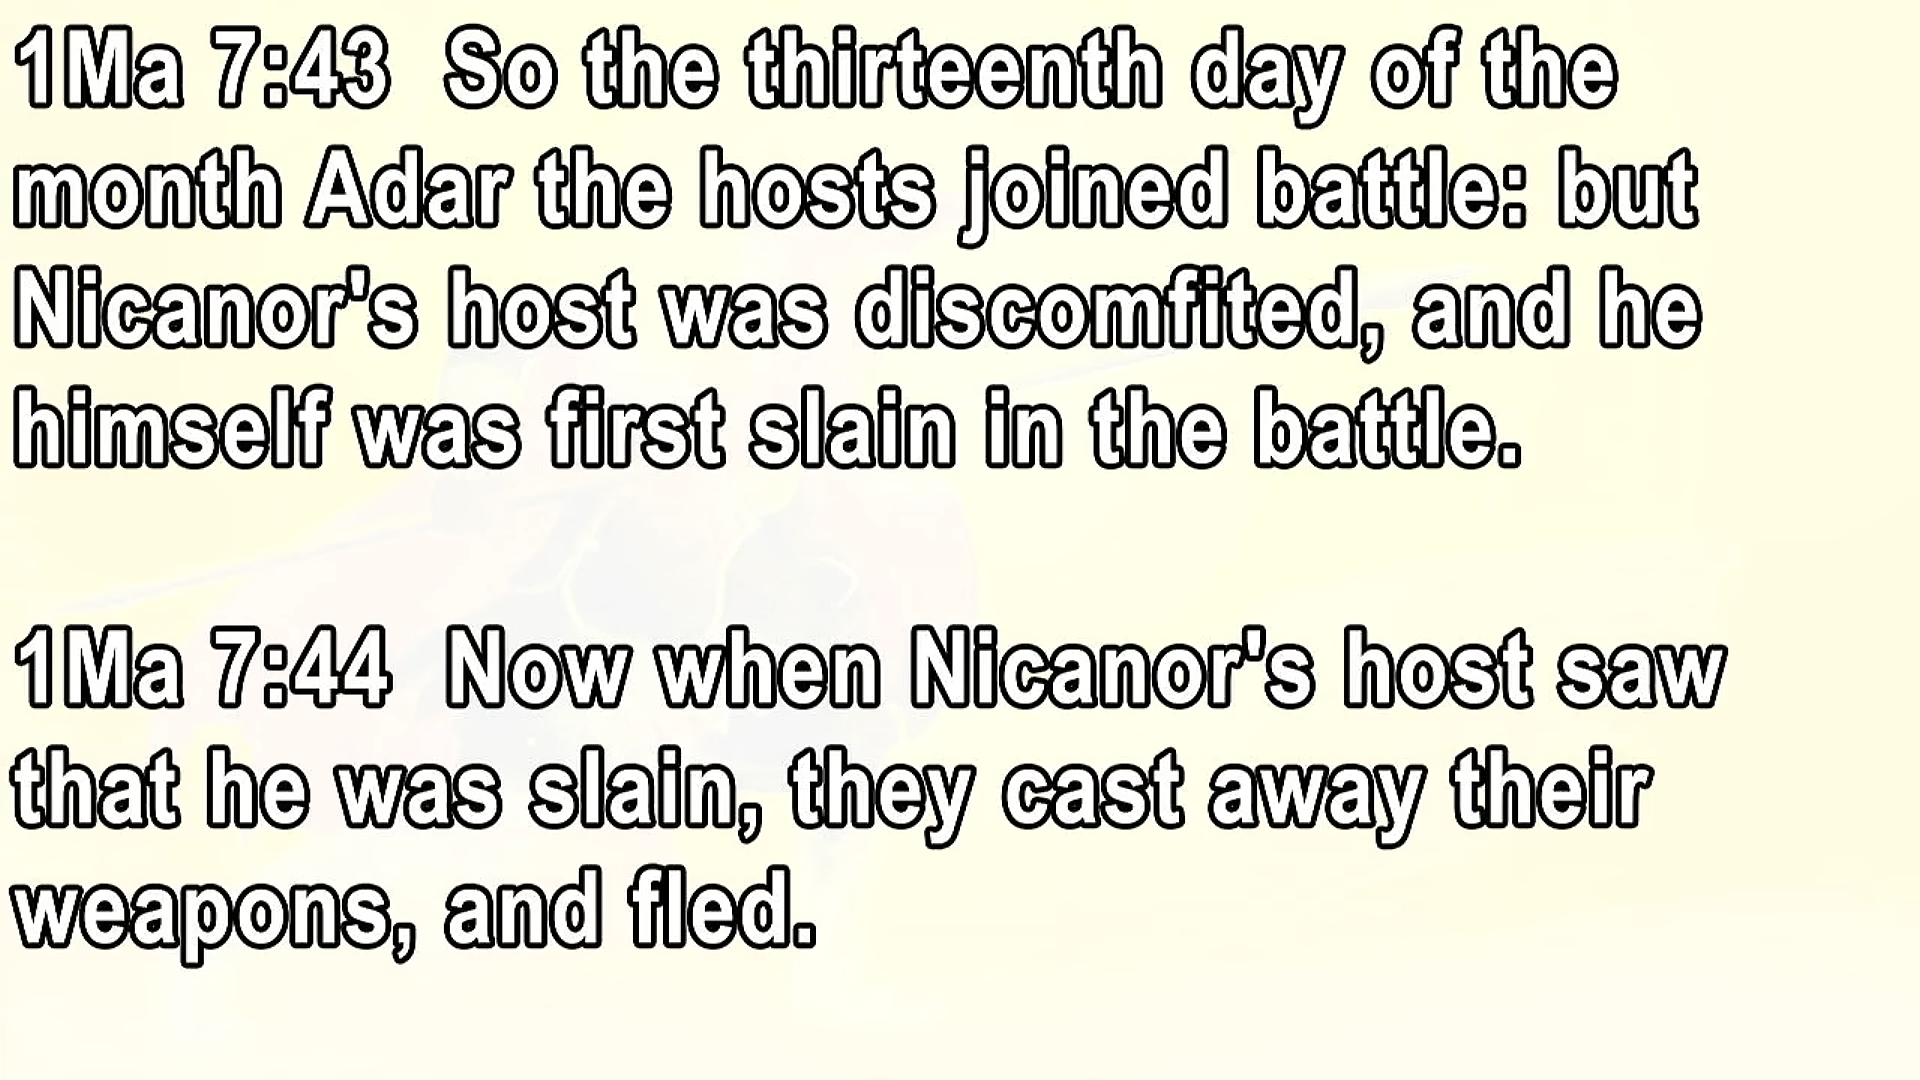 1Ma 7:43  So the thirteenth day of the
month Adar the hosts joined battle: but
Nicanor's host was discomfited, and he
himself was first slain in the battle.
1Ma 7:44  Now when Nicanor's host saw
that he was slain, they cast away their
weapons, and fled.